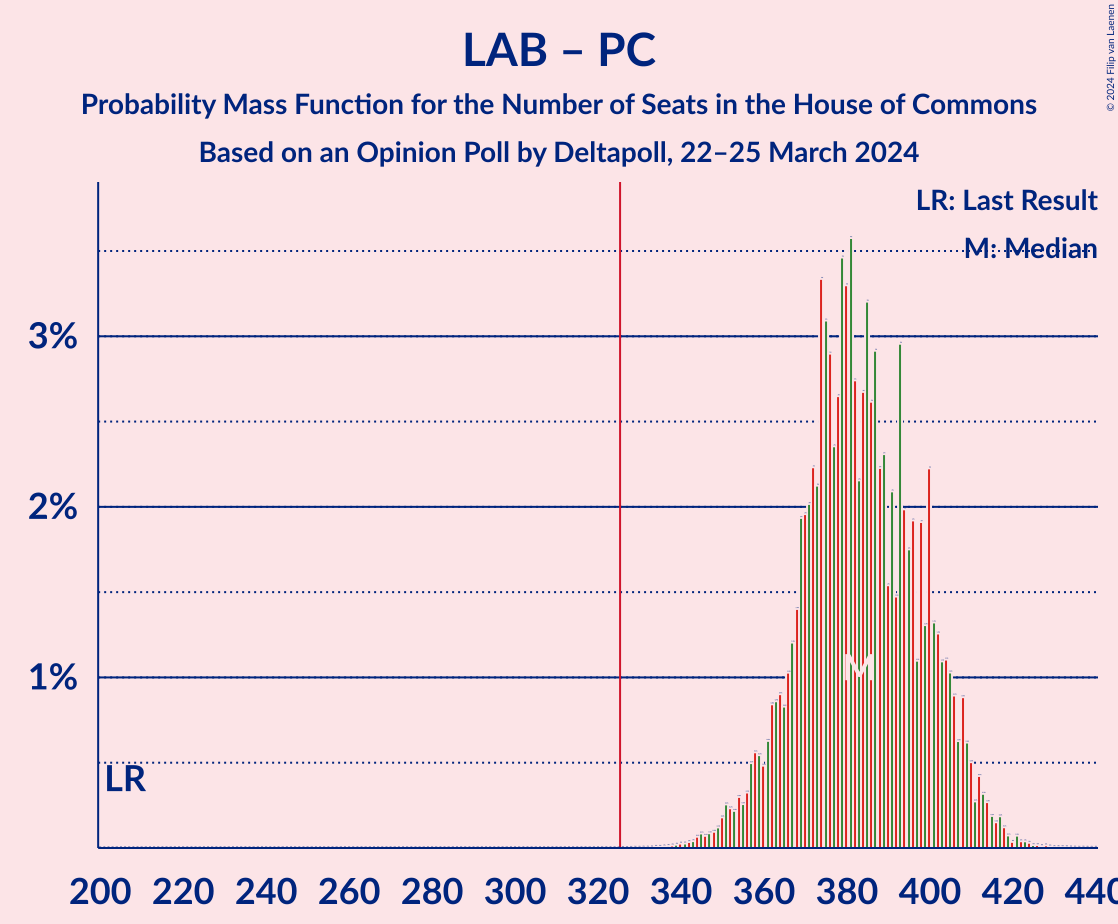 LAB – PC
Probability Mass Function for the Number of Seats in the House of Commons
Based on an Opinion Poll by Deltapoll, 22–25 March 2024
© 2024 Filip van Laenen
LR: Last Result
M: Median
3%
2%
1%
LR
M
200 220 240 260 280 300 320 340 360 380 400 420 440